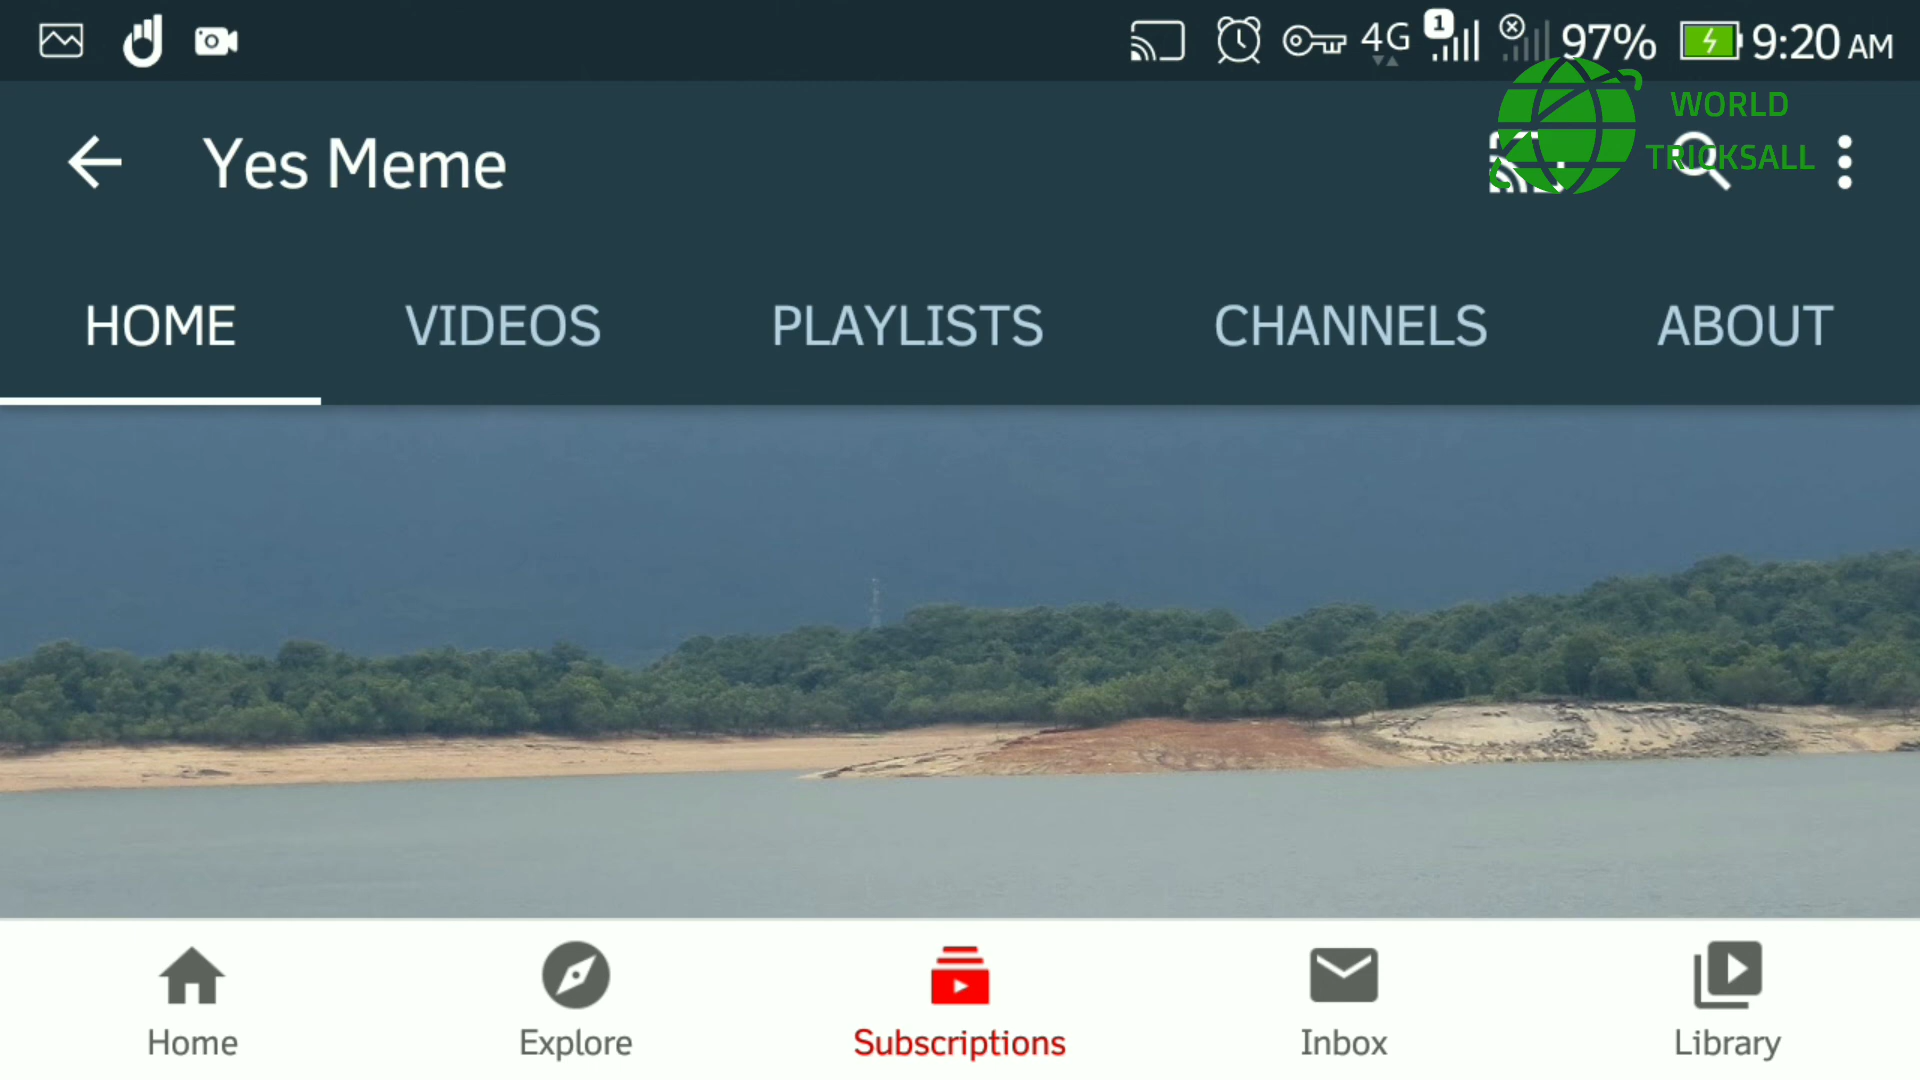 4G 1 97% 9:20 AM
WORLD
TRICKSALL
Yes Meme
HOME VIDEOS PLAYLISTS CHANNELS ABOUT
Home Explore Subscriptions Inbox Library